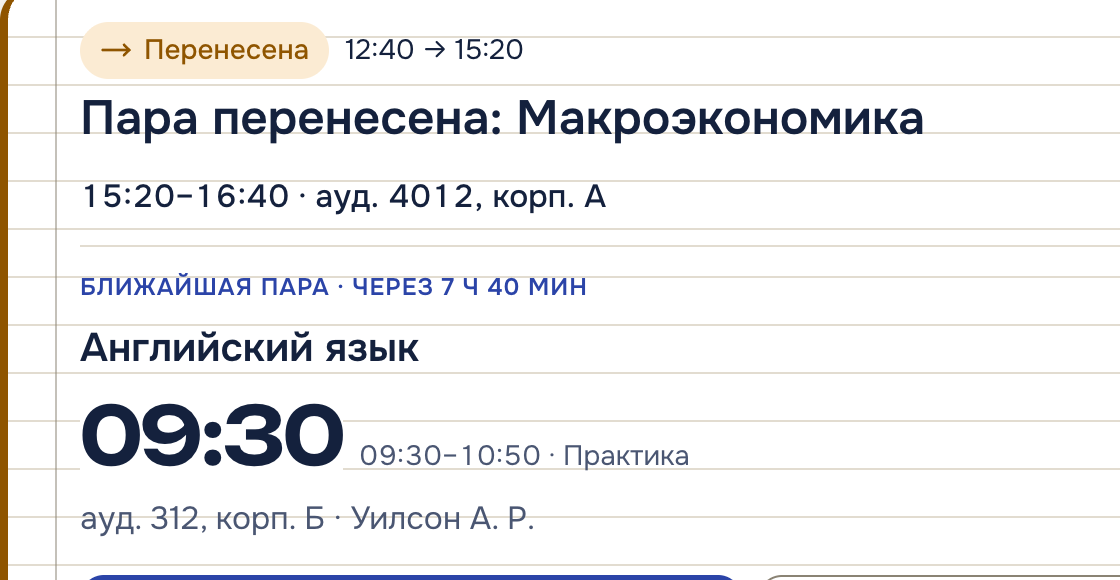 → Перенесена 12:40 → 15:20
Пара перенесена: Макроэкономика
15:20–16:40 · ауд. 4012, корп. А
БЛИЖАЙШАЯ ПАРА · ЧЕРЕЗ 7 Ч 40 МИН
Английский язык
09:30 09:30–10:50 · Практика
ауд. 312, корп. Б · Уилсон А. Р.